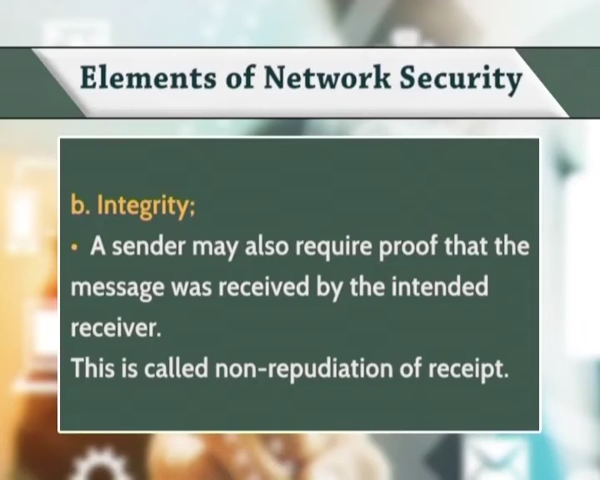 Elements of Network Security
b. Integrity;
• A sender may also require proof that the
message was received by the intended
receiver.
This is called non-repudiation of receipt.